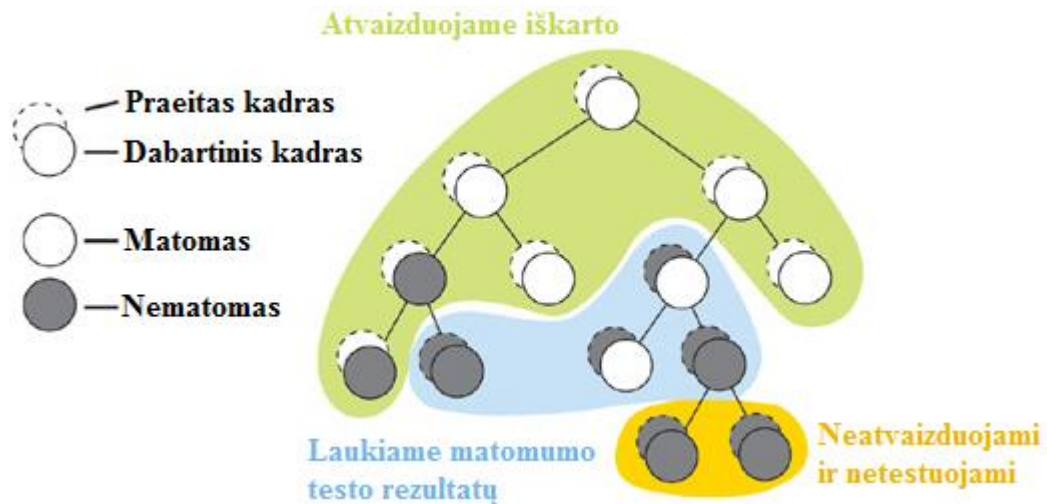 Atvaizduojame iškarto
Praeitas kadras
Dabartinis kadras
Matomas
Nematomas
Laukiame matomumo
testo rezultatų
Neatvaizduojami
ir netestuojami